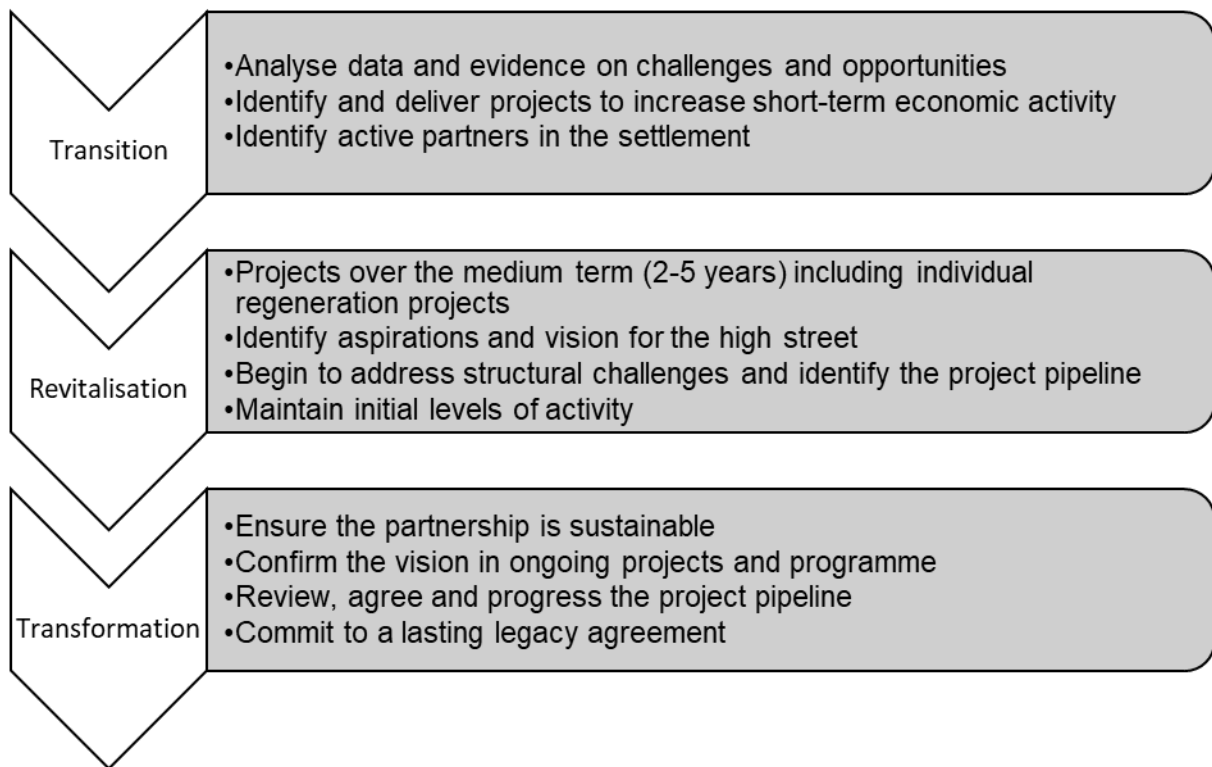 Transition
•Analyse data and evidence on challenges and opportunities
•Identify and deliver projects to increase short-term economic activity
•Identify active partners in the settlement
Revitalisation
•Projects over the medium term (2-5 years) including individual
regeneration projects
•Identify aspirations and vision for the high street
•Begin to address structural challenges and identify the project pipeline
•Maintain initial levels of activity
Transformation
•Ensure the partnership is sustainable
•Confirm the vision in ongoing projects and programme
•Review, agree and progress the project pipeline
•Commit to a lasting legacy agreement